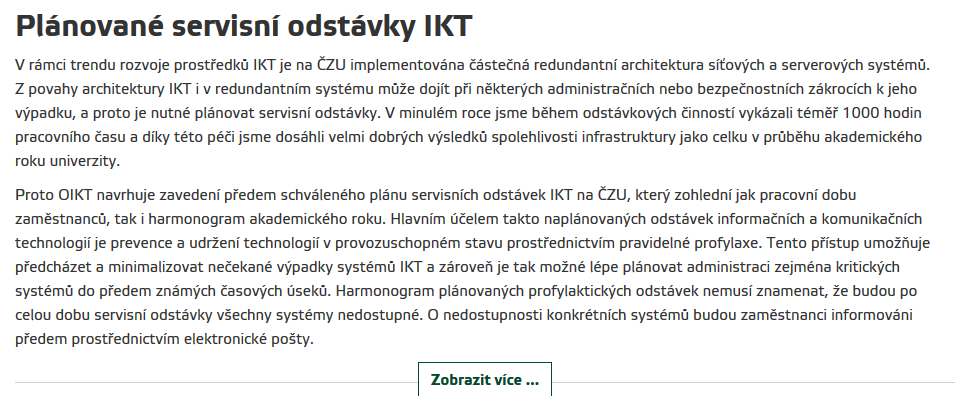 Plánované servisní odstávky IKT
V rámci trendu rozvoje prostředků IKT je na ČZU implementována částečná redundantní architektura síťových a serverových systémů.
Z povahy architektury IKT i v redundantním systému může dojít při některých administračních nebo bezpečnostních zákrocích k jeho
výpadku, a proto je nutné plánovat servisní odstávky. V minulém roce jsme během odstávkových činností vykázali téměř 1000 hodin
pracovního času a díky této péči jsme dosáhli velmi dobrých výsledků spolehlivosti infrastruktury jako celku v průběhu akademického
roku univerzity.
Proto OIKT navrhuje zavedení předem schváleného plánu servisních odstávek IKT na ČZU, který zohlední jak pracovní dobu
zaměstnanců, tak i harmonogram akademického roku. Hlavním účelem takto naplánovaných odstávek informačních a komunikačních
technologií je prevence a udržení technologií v provozuschopném stavu prostřednictvím pravidelné profylaxe. Tento přístup umožňuje
předcházet a minimalizovat nečekané výpadky systémů IKT a zároveň je tak možné lépe plánovat administraci zejména kritických
systémů do předem známých časových úseků. Harmonogram plánovaných profylaktických odstávek nemusí znamenat, že budou po
celou dobu servisní odstávky všechny systémy nedostupné. O nedostupnosti konkrétních systémů budou zaměstnanci informováni
předem prostřednictvím elektronické pošty.
Zobrazit více ...